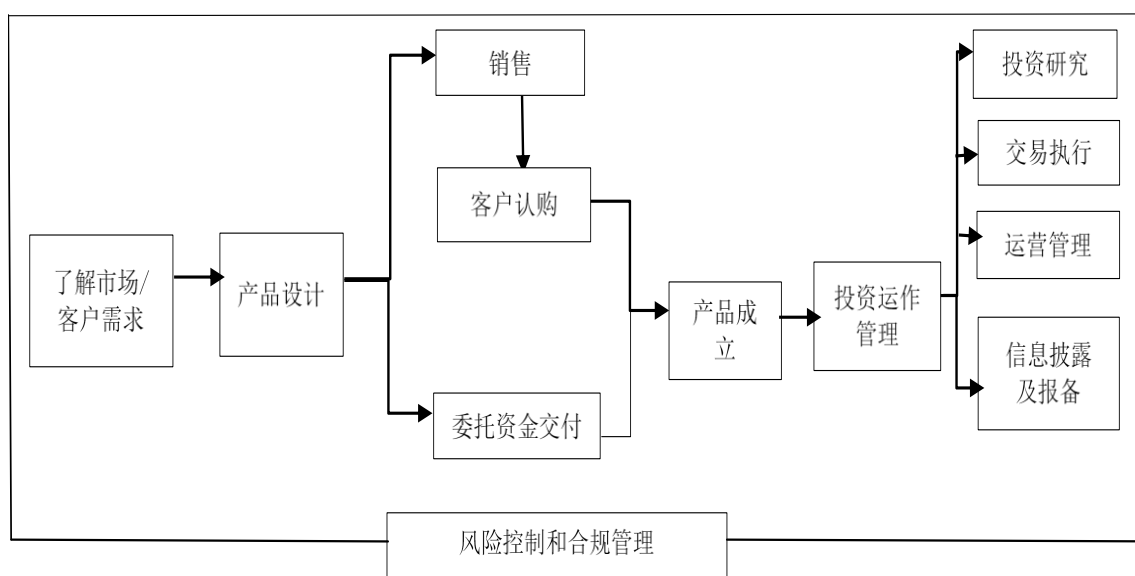 了解市场/
客户需求
产品设计
销售
客户认购
委托资金交付
产品成
立
投资运作
管理
投资研究
交易执行
运营管理
信息披露
及报备
风险控制和合规管理